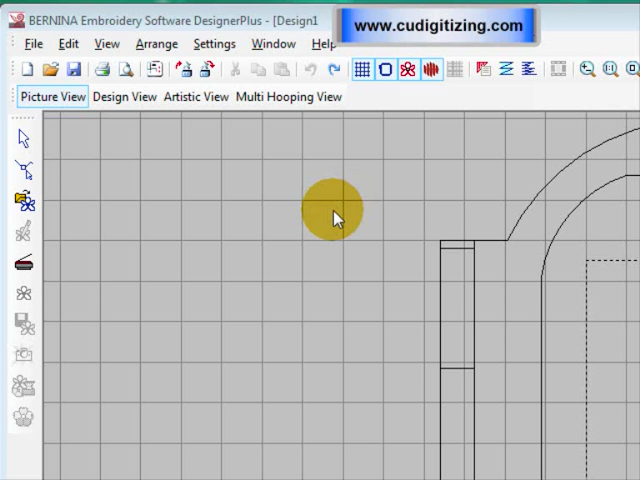 BERNINA Embroidery Software DesignerPlus - [Design1
www.cudigitizing.com
File Edit View Arrange Settings Window Help
Picture View Design View Artistic View Multi Hooping View